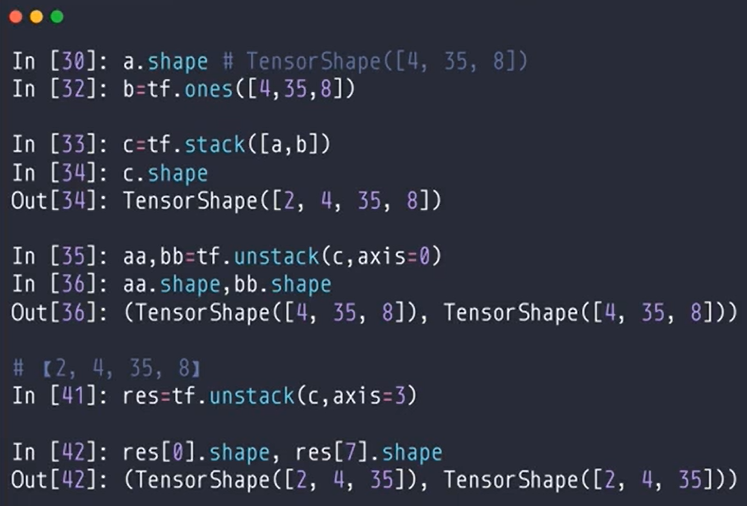 In [30]: a.shape # TensorShape([4, 35, 8])
In [32]: b=tf.ones([4,35,8])
In [33]: c=tf.stack([a,b])
In [34]: c.shape
Out[34]: TensorShape([2, 4, 35, 8])
In [35]: aa,bb=tf.unstack(c,axis=0)
In [36]: aa.shape,bb.shape
Out[36]: (TensorShape([4, 35, 8]), TensorShape([4, 35, 8]))
# 【2, 4, 35, 8】
In [41]: res=tf.unstack(c,axis=3)
In [42]: res[0].shape, res[7].shape
Out[42]: (TensorShape([2, 4, 35]), TensorShape([2, 4, 35]))